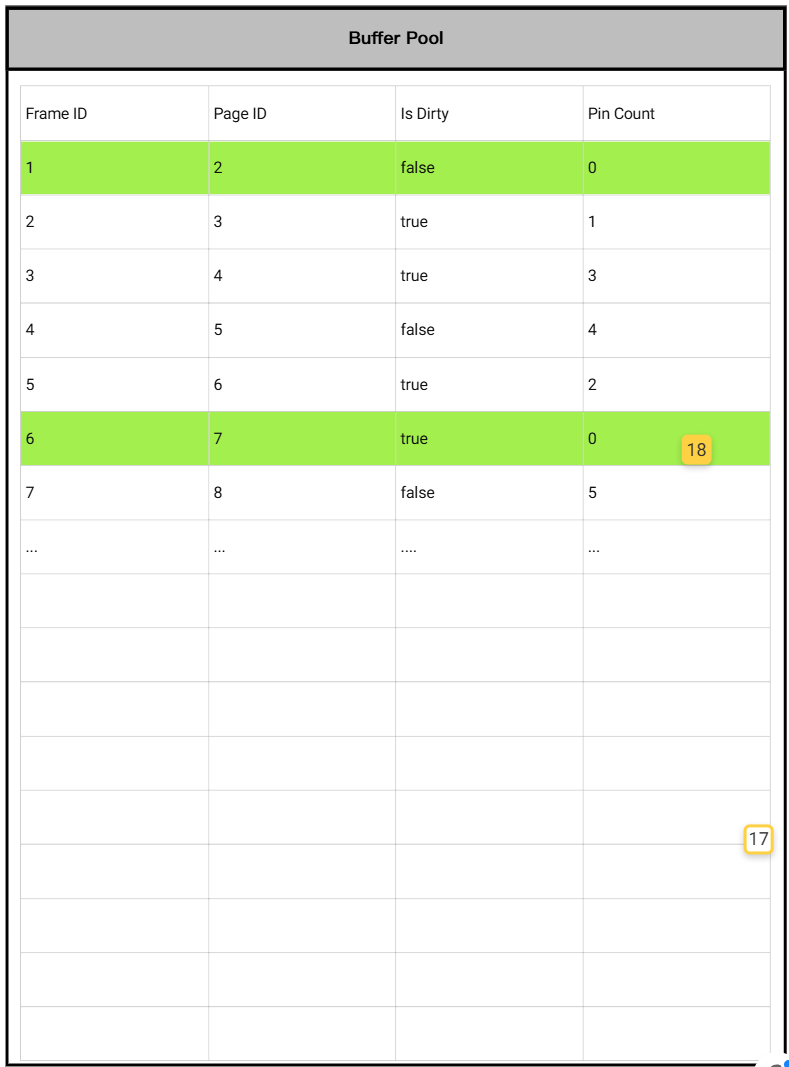 Buffer Pool
Frame ID Page ID Is Dirty Pin Count
1 2 false 0
2 3 true 1
3 4 true 3
4 5 false 4
5 6 true 2
6 7 true 0
18
7 8 false 5
... ... .... ...
17